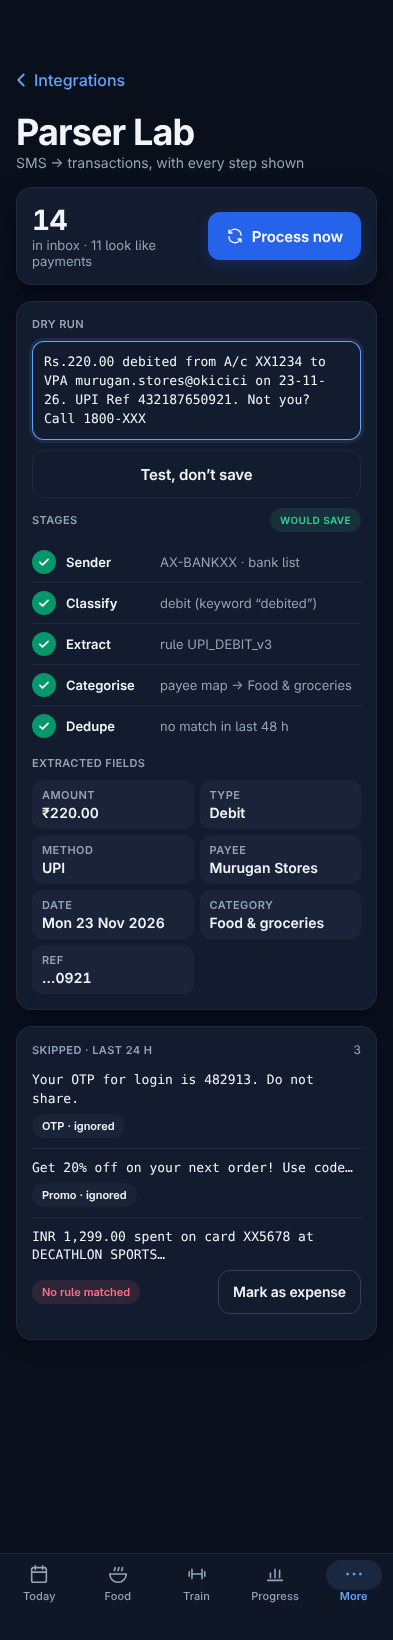 Integrations
Parser Lab
SMS → transactions, with every step shown
14
in inbox · 11 look like
payments
Process now
DRY RUN
Rs.220.00 debited from A/c XX1234 to
VPA murugan.stores@okicici on 23-11-
26. UPI Ref 432187650921. Not you?
Call 1800-XXX
Test, don’t save
STAGES
WOULD SAVE
Sender AX-BANKXX · bank list
Classify debit (keyword “debited”)
Extract rule UPI_DEBIT_v3
Categorise payee map → Food & groceries
Dedupe no match in last 48 h
EXTRACTED FIELDS
AMOUNT
₹220.00
TYPE
Debit
METHOD
UPI
PAYEE
Murugan Stores
DATE
Mon 23 Nov 2026
CATEGORY
Food & groceries
REF
…0921
SKIPPED · LAST 24 H 3
Your OTP for login is 482913. Do not
share.
OTP · ignored
Get 20% off on your next order! Use code…
Promo · ignored
INR 1,299.00 spent on card XX5678 at
DECATHLON SPORTS…
No rule matched
Mark as expense
Today Food Train Progress More